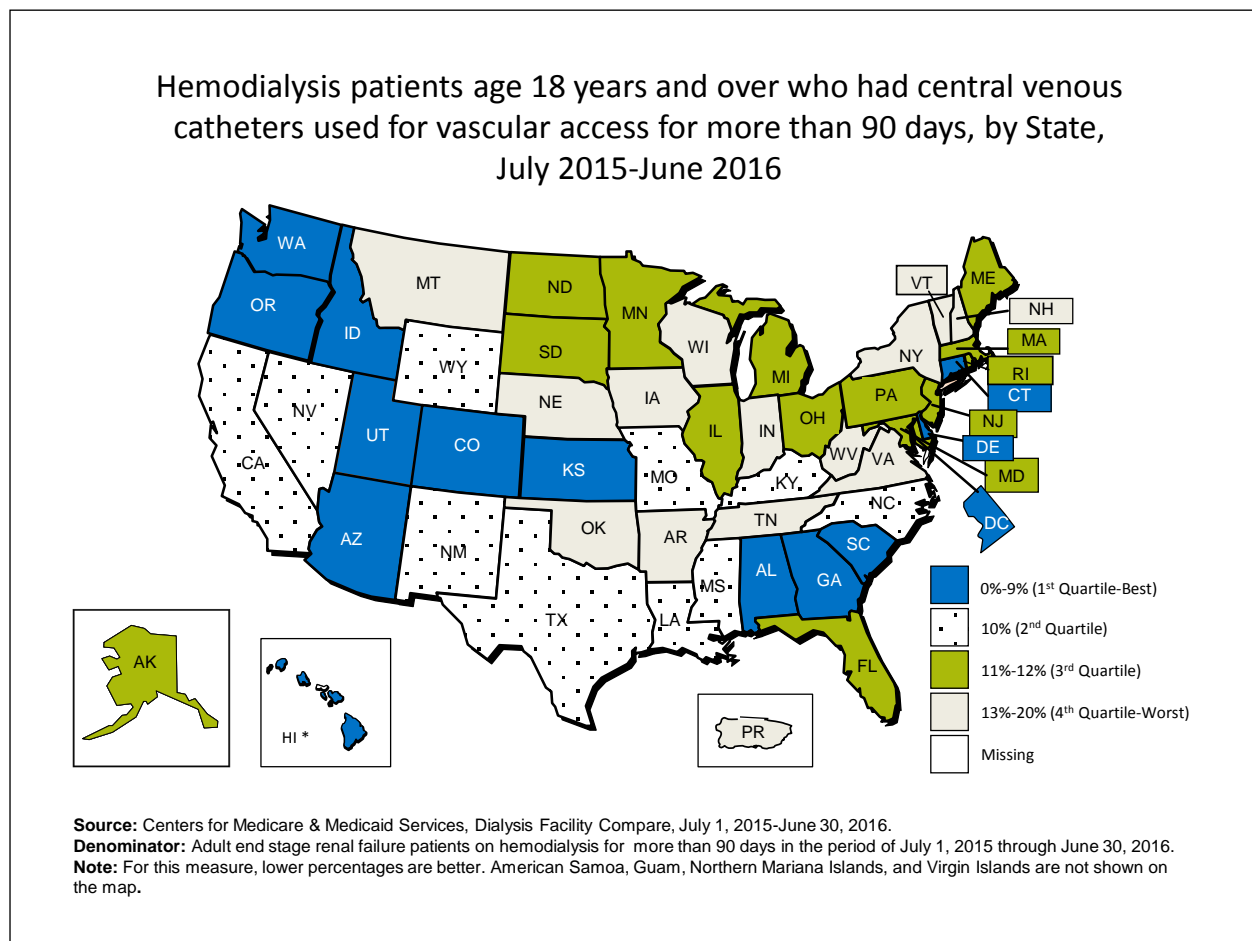 Hemodialysis patients age 18 years and over who had central venous
catheters used for vascular access for more than 90 days, by State,
July 2015-June 2016
WA
MT
ND
MN
VT
ME
NH
OR
ID
SD
WI
NY
MA
WY
MI
RI
CT
NE
IA
PA
NJ
NV
UT
CO
IL
IN
OH
DE
CA
KS
MO
WV
VA
MD
KY
NC
DC
AZ
NM
OK
AR
TN
SC
MS
AL
GA
TX
LA
FL
AK
HI *
PR
0%-9% (1st Quartile-Best)
10% (2nd Quartile)
11%-12% (3rd Quartile)
13%-20% (4th Quartile-Worst)
Missing
Source: Centers for Medicare & Medicaid Services, Dialysis Facility Compare, July 1, 2015-June 30, 2016.
Denominator: Adult end stage renal failure patients on hemodialysis for more than 90 days in the period of July 1, 2015 through June 30, 2016.
Note: For this measure, lower percentages are better. American Samoa, Guam, Northern Mariana Islands, and Virgin Islands are not shown on
the map.